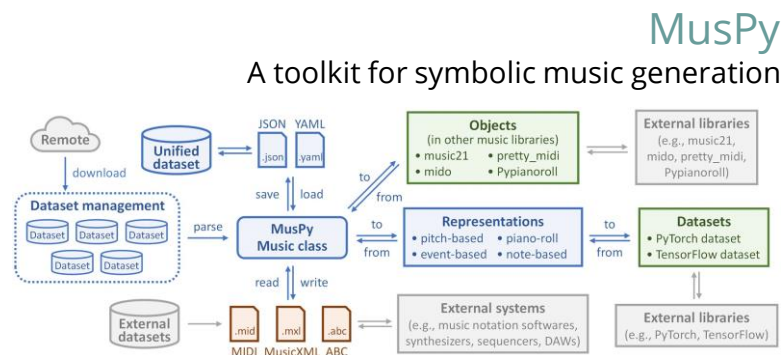 MusPy
A toolkit for symbolic music generation
Remote
download
Dataset management
Dataset Dataset Dataset
Dataset Dataset
parse
Unified
dataset
JSON YAML
.json .yaml
save load
MusPy
Music class
read write
External
datasets
.mid .mxl .abc
MIDI MusicXML ABC
to
from
Objects
(in other music libraries)
• music21 • pretty_midi
• mido • Pypianoroll
External libraries
(e.g., music21,
mido, pretty_midi,
Pypianoroll)
to
from
Representations
• pitch-based • piano-roll
• event-based • note-based
to
from
Datasets
• PyTorch dataset
• TensorFlow dataset
External systems
(e.g., music notation softwares,
synthesizers, sequencers, DAWs)
External libraries
(e.g., PyTorch, TensorFlow)